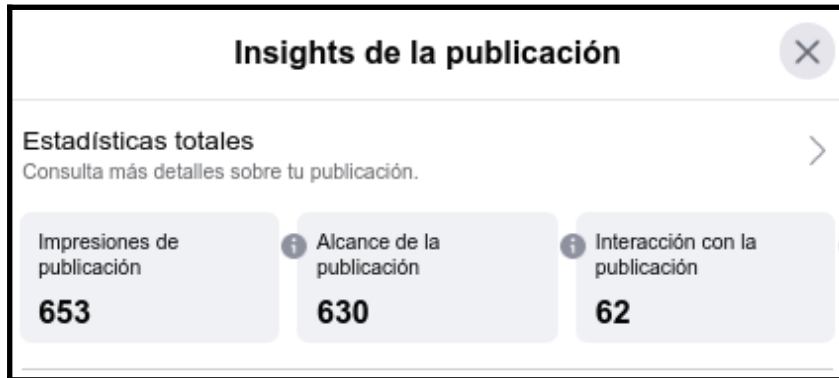 Insights de la publicación
Estadísticas totales
Consulta más detalles sobre tu publicación.
Impresiones de
publicación
653
Alcance de la
publicación
630
Interacción con la
publicación
62